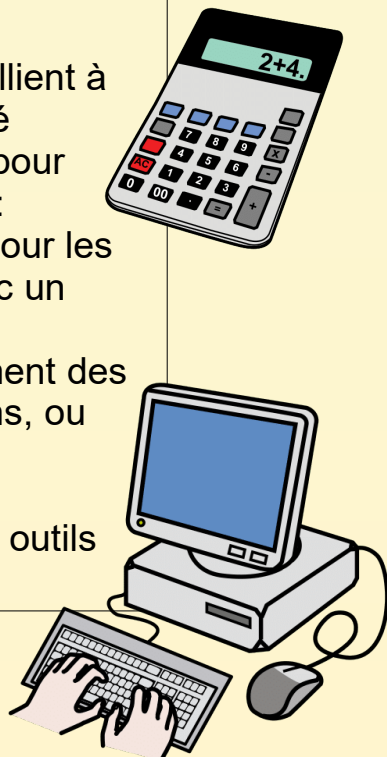 llient à
é
pour
:
our les
c un
ment des
ns, ou
outils
2+4.
7 8 9
4 5 6 X
AC 1 2 3 -
0 00 . = +